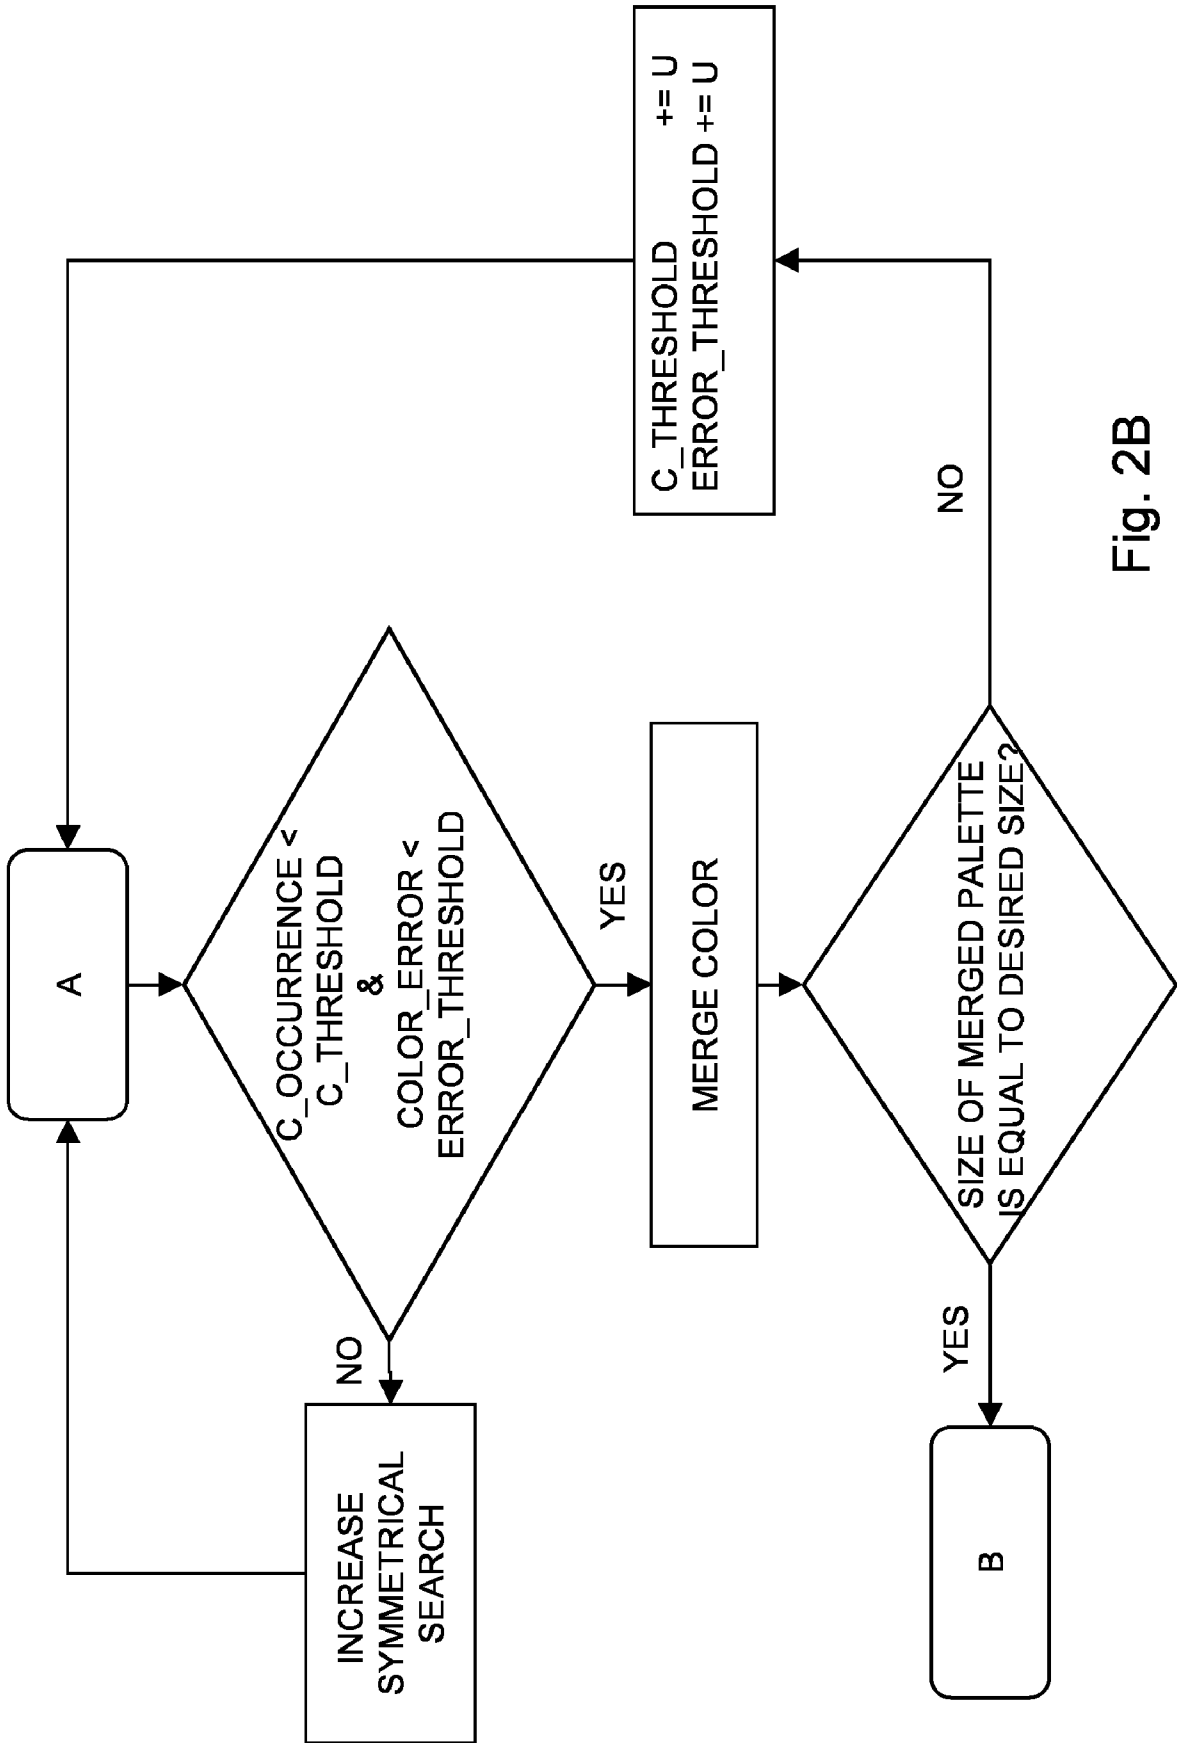 A
C_OCCURRENCE <
C_THRESHOLD
&
COLOR_ERROR <
ERROR_THRESHOLD
NO
INCREASE
SYMMETRICAL
SEARCH
YES
MERGE COLOR
SIZE OF MERGED PALETTE
IS EQUAL TO DESIRED SIZE?
YES
B
NO
C_THRESHOLD += U
ERROR_THRESHOLD += U
Fig. 2B